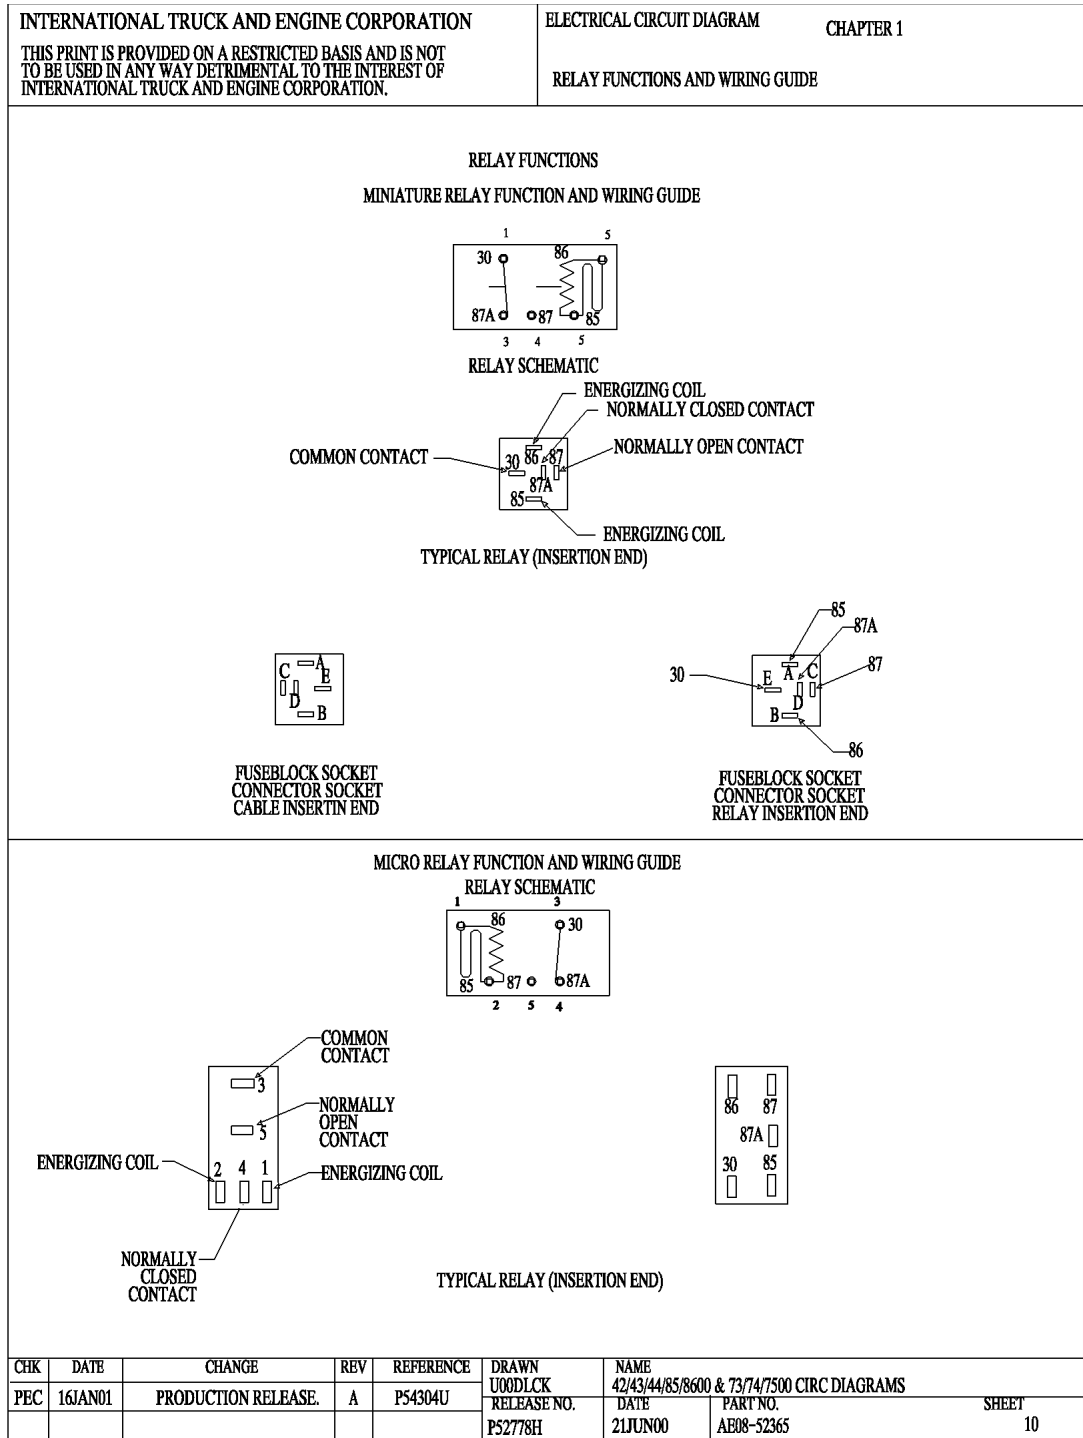 INTERNATIONAL TRUCK AND ENGINE CORPORATION
THIS PRINT IS PROVIDED ON A RESTRICTED BASIS AND IS NOT
TO BE USED IN ANY WAY DETRIMENTAL TO THE INTEREST OF
INTERNATIONAL TRUCK AND ENGINE CORPORATION.
ELECTRICAL CIRCUIT DIAGRAM
CHAPTER 1
RELAY FUNCTIONS AND WIRING GUIDE
RELAY FUNCTIONS
MINIATURE RELAY FUNCTION AND WIRING GUIDE
1 5
30 86
87A 87 85
3 4 5
RELAY SCHEMATIC
ENERGIZING COIL
NORMALLY CLOSED CONTACT
NORMALLY OPEN CONTACT
COMMON CONTACT
30 86 87
87A
85
ENERGIZING COIL
TYPICAL RELAY (INSERTION END)
A
C E
D
B
FUSEBLOCK SOCKET
CONNECTOR SOCKET
CABLE INSERTIN END
85
87A
87
30
E A C
D
B
86
FUSEBLOCK SOCKET
CONNECTOR SOCKET
RELAY INSERTION END
MICRO RELAY FUNCTION AND WIRING GUIDE
RELAY SCHEMATIC
1 3
86 30
85 87 87A
2 5 4
COMMON
CONTACT
3
NORMALLY
OPEN
CONTACT
5
ENERGIZING COIL
2 4 1
ENERGIZING COIL
NORMALLY
CLOSED
CONTACT
86 87
87A
30 85
TYPICAL RELAY (INSERTION END)
CHK DATE CHANGE REV REFERENCE
PEC 16JAN01 PRODUCTION RELEASE. A P54304U
DRAWN
U00DLCK
NAME
42/43/44/85/8600 & 73/74/7500 CIRC DIAGRAMS
RELEASE NO.
P52778H
DATE
21JUN00
PART NO.
AE08-52365
SHEET
10